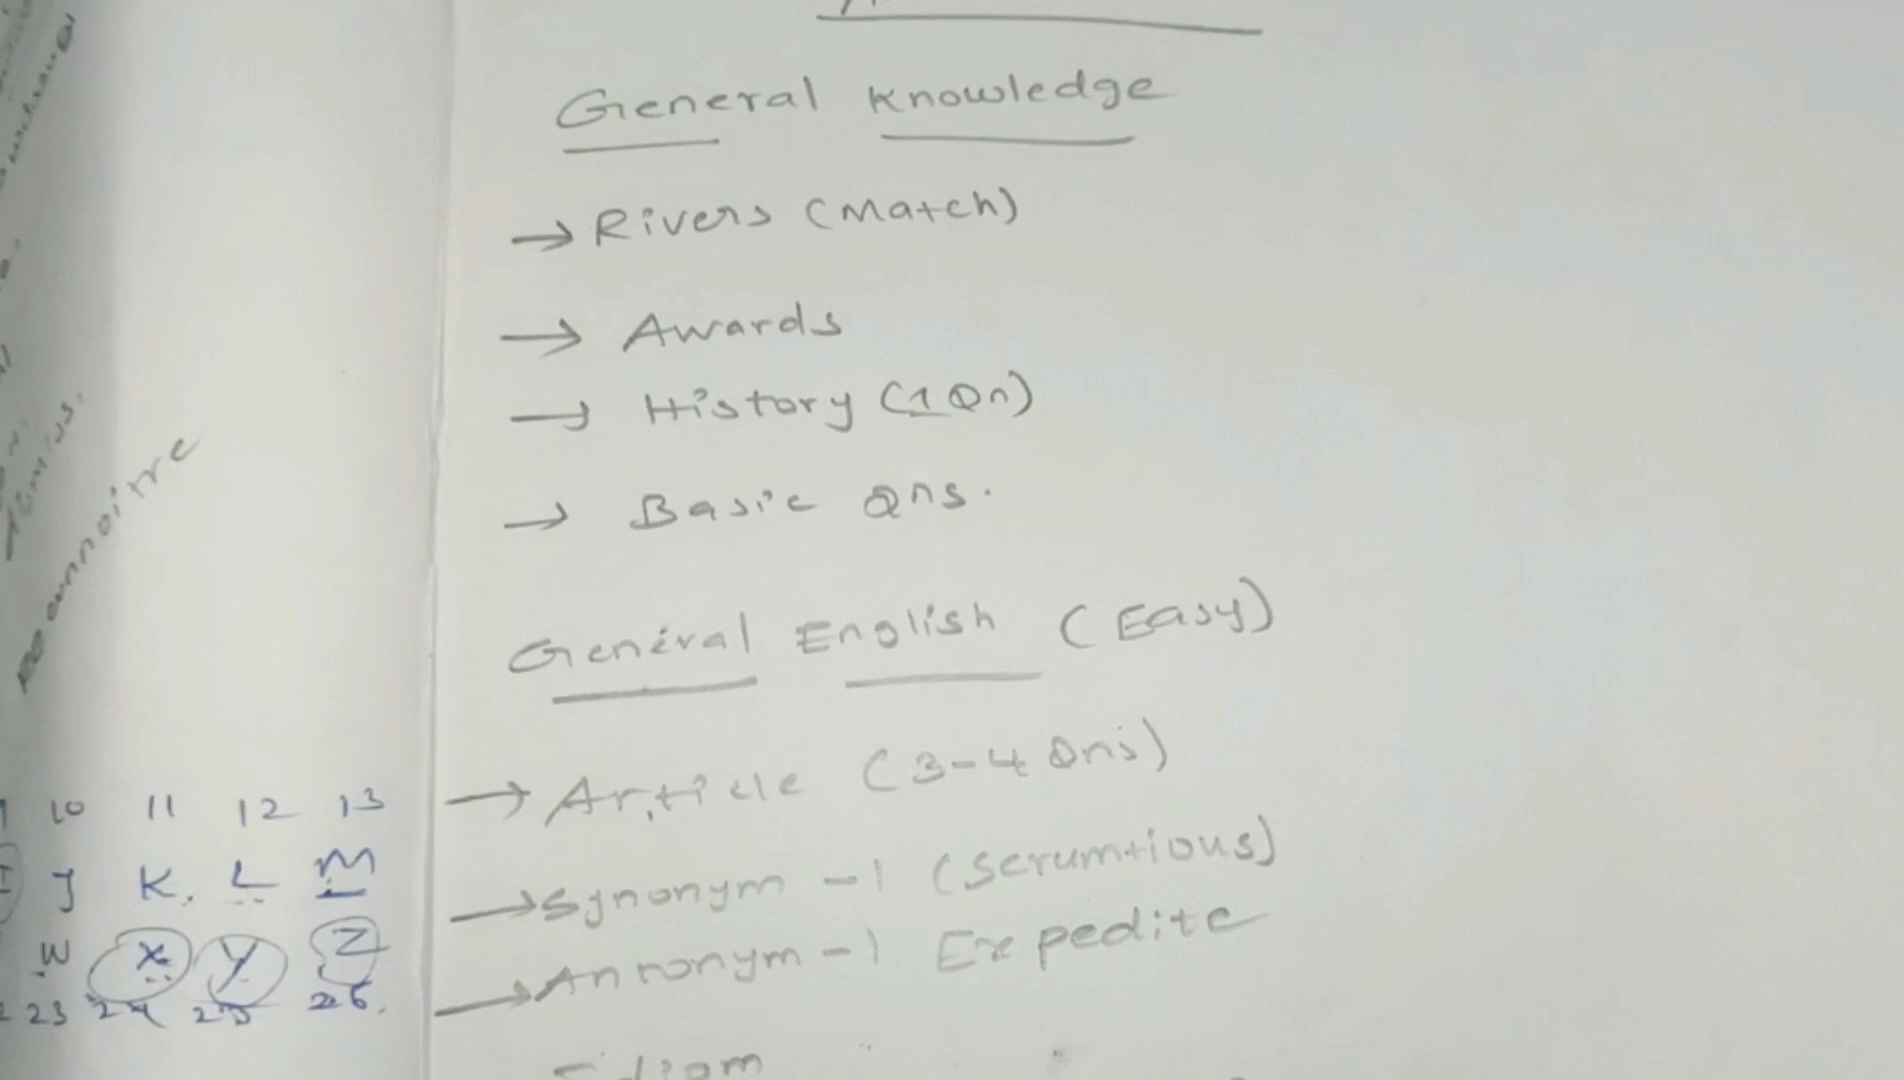 General Knowledge
→ Rivers (Match)
→ Awards
→ History (1 Qn)
→ Basic Qns.
General English (Easy)
→ Article (3-4 Qns)
→ Synonym - 1 (Scrumtious)
→ Antonym - 1 Expedite
Idiom
10 11 12 13
J K. L M
W X Y Z
23 24 25 26.